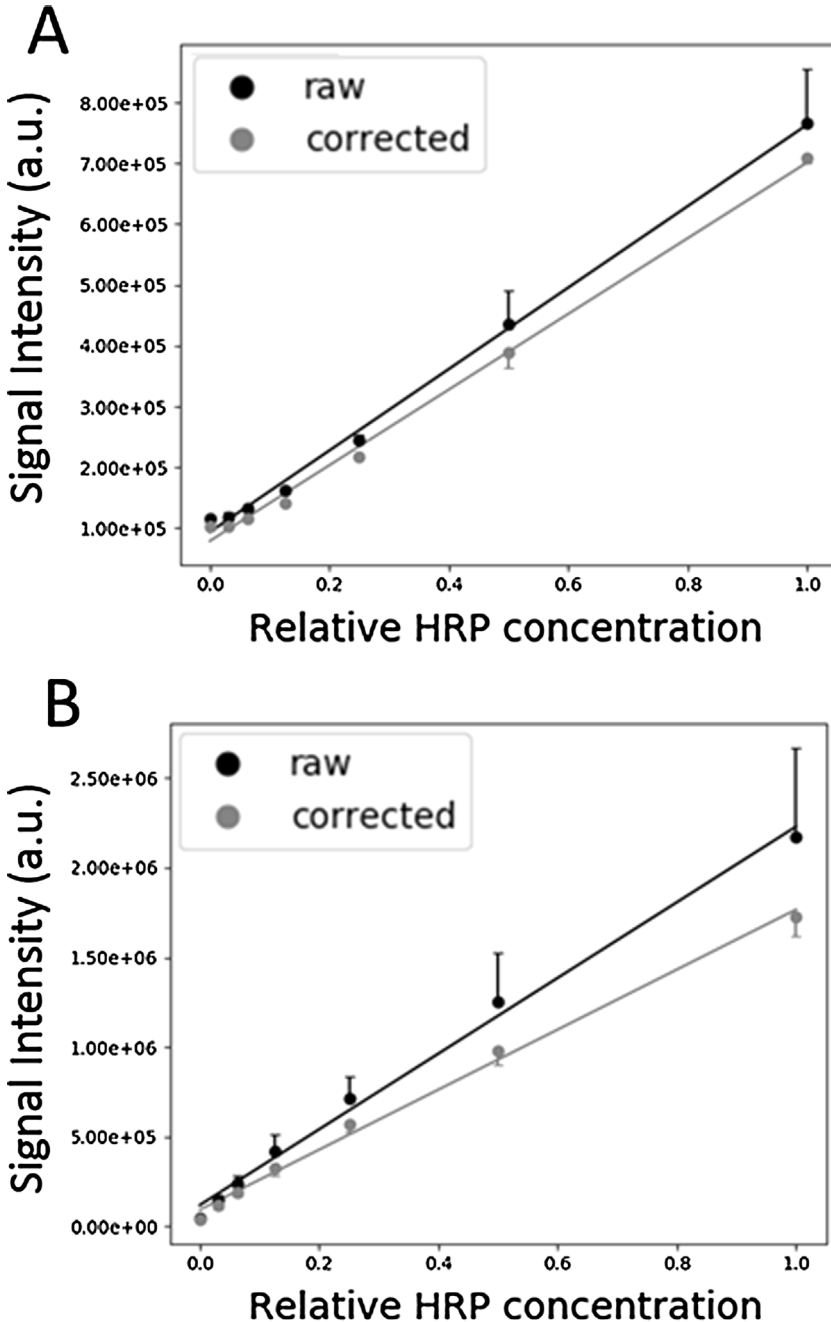 A
raw
corrected
8.00e+05
7.00e+05
6.00e+05
5.00e+05
4.00e+05
3.00e+05
2.00e+05
1.00e+05
Signal Intensity (a.u.)
0.0 0.2 0.4 0.6 0.8 1.0
Relative HRP concentration
B
raw
corrected
2.50e+06
2.00e+06
1.50e+06
1.00e+06
5.00e+05
0.00e+00
Signal Intensity (a.u.)
0.0 0.2 0.4 0.6 0.8 1.0
Relative HRP concentration